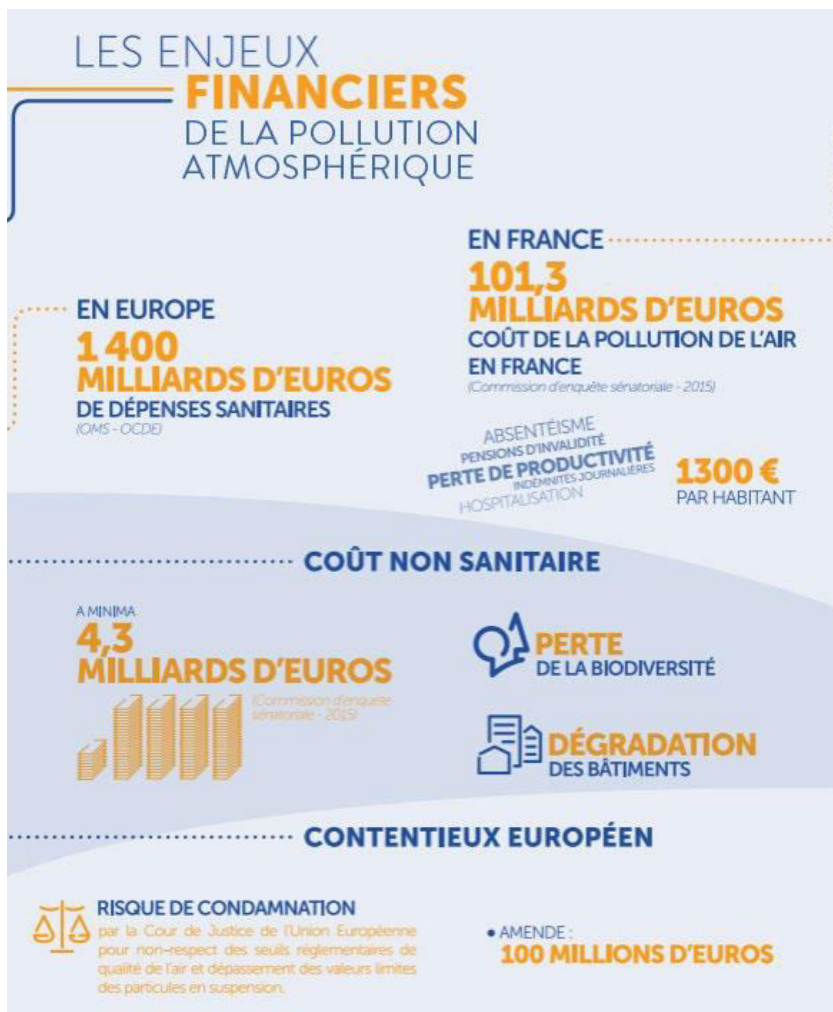 LES ENJEUX
FINANCIERS
DE LA POLLUTION
ATMOSPHÉRIQUE
EN EUROPE
1 400
MILLIARDS D'EUROS
DE DÉPENSES SANITAIRES
(OMS - OCDE)
EN FRANCE
101,3
MILLIARDS D'EUROS
COÛT DE LA POLLUTION DE L'AIR
EN FRANCE
(Commission d'enquête sénatoriale - 2015)
ABSENTÉISME
PENSIONS D'INVALIDITÉ
PERTE DE PRODUCTIVITÉ
INDEMNITES JOURNALIÈRES
HOSPITALISATION
1300 €
PAR HABITANT
COÛT NON SANITAIRE
A MINIMA
4,3
MILLIARDS D'EUROS
(Commission d'enquête
sénatoriale - 2015)
PERTE
DE LA BIODIVERSITÉ
DÉGRADATION
DES BÂTIMENTS
CONTENTIEUX EUROPÉEN
RISQUE DE CONDAMNATION
par la Cour de Justice de l'Union Européenne
pour non-respect des seuils réglementaires de
qualité de l'air et dépassement des valeurs limites
des particules en suspension.
• AMENDE :
100 MILLIONS D'EUROS